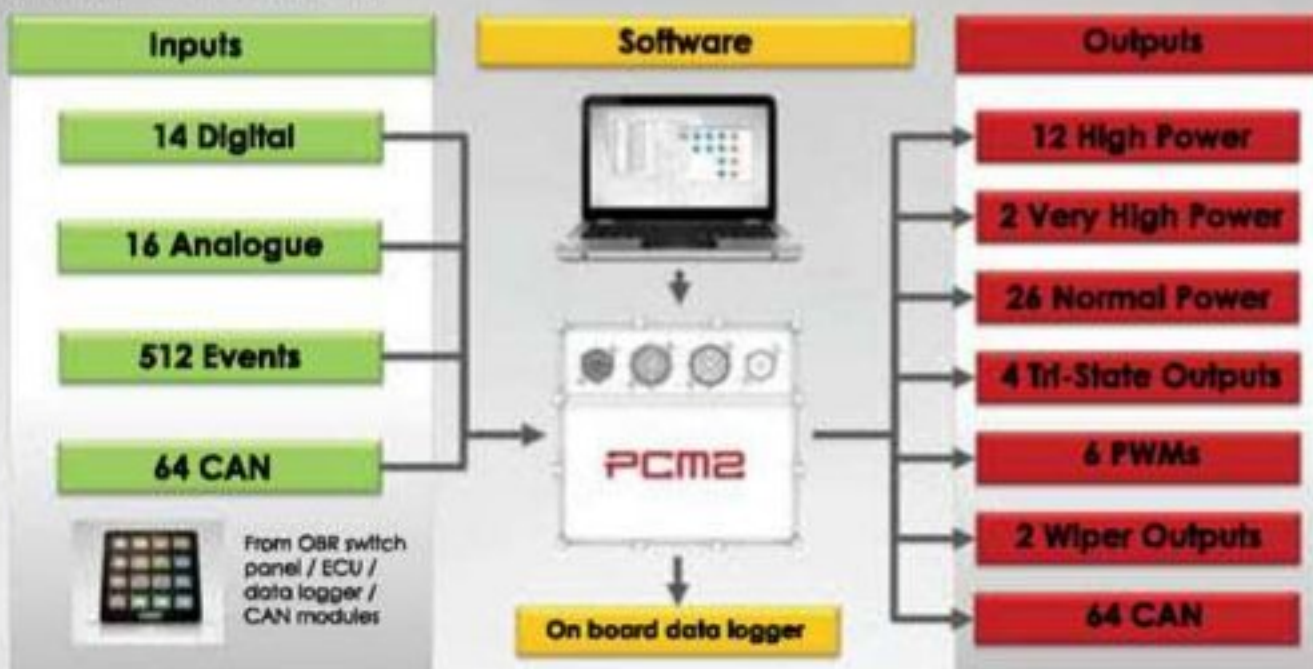 Inputs
14 Digital
16 Analogue
512 Events
64 CAN
From OBR switch
panel / ECU /
data logger /
CAN modules
Software
PCM2
On board data logger
Outputs
12 High Power
2 Very High Power
26 Normal Power
4 Tri-State Outputs
6 PWMs
2 Wiper Outputs
64 CAN